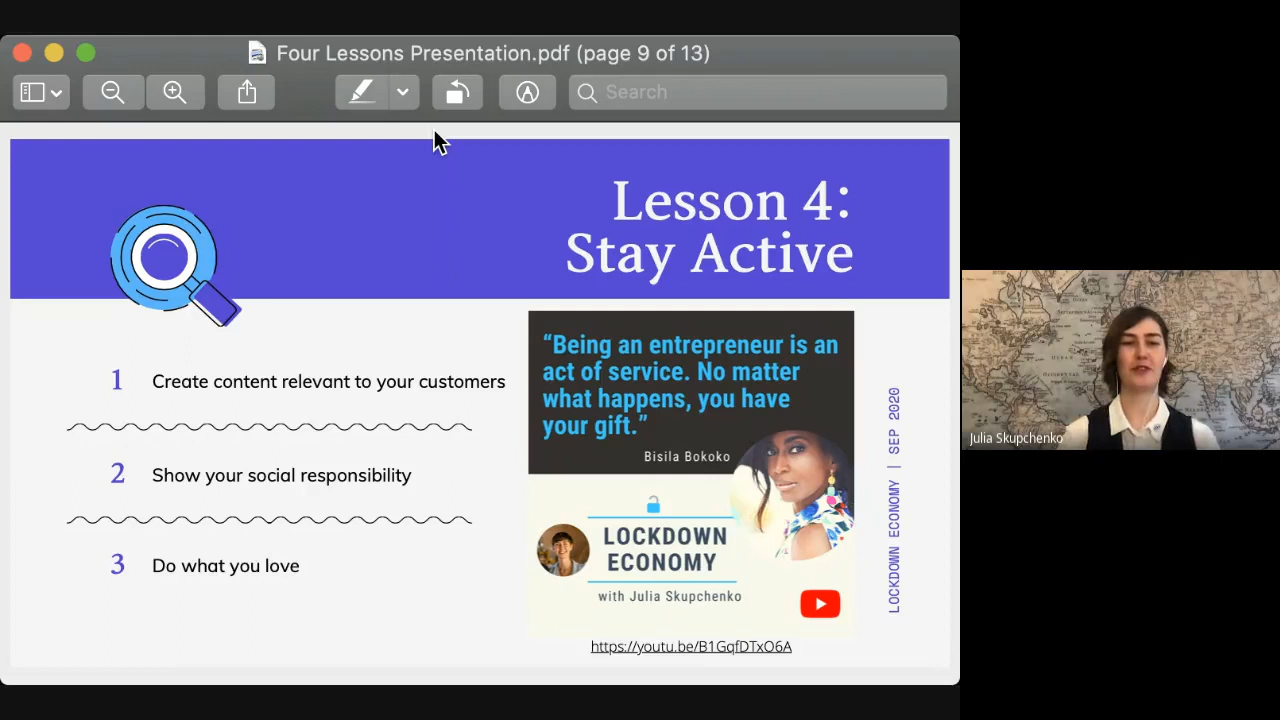 Four Lessons Presentation.pdf (page 9 of 13)
Search
Lesson 4:
Stay Active
1 Create content relevant to your customers
2 Show your social responsibility
3 Do what you love
“Being an entrepreneur is an
act of service. No matter
what happens, you have
your gift.”
Bisila Bokoko
LOCKDOWN
ECONOMY
with Julia Skupchenko
https://youtu.be/B1GqfDTxO6A
LOCKDOWN ECONOMY | SEP 2020
Julia Skupchenko